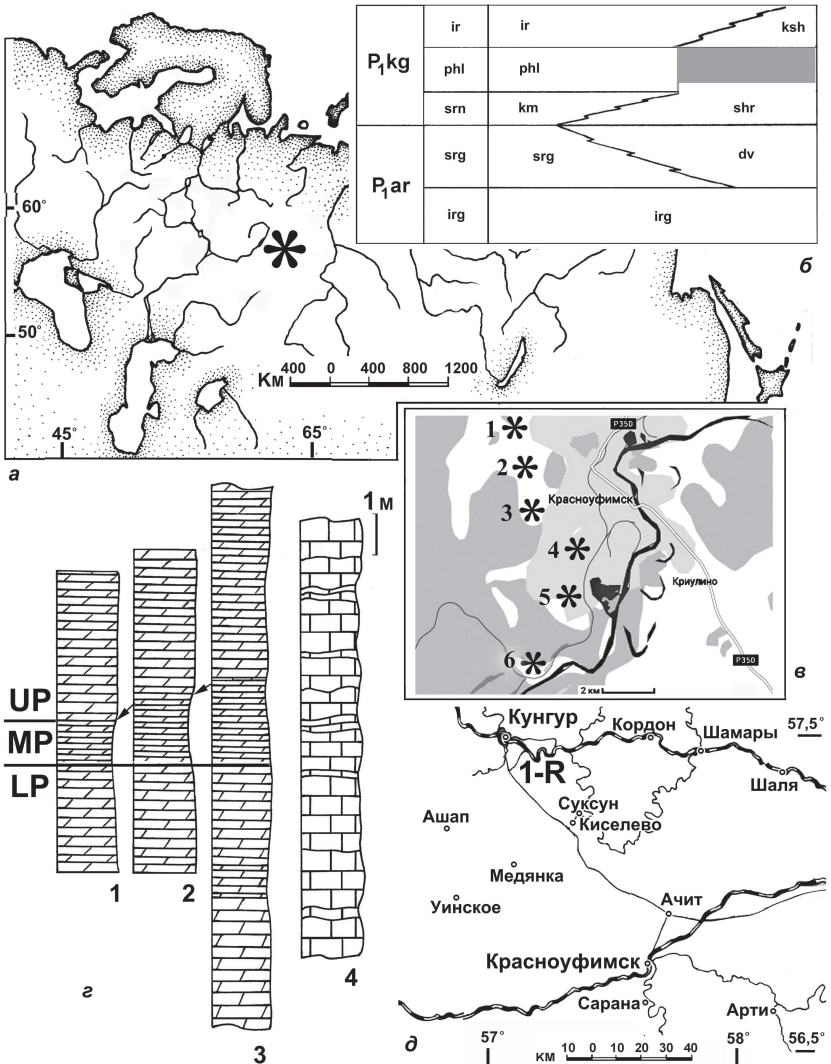 P₁kg
ir
ir
ksh
phl
phl
srn
km
shr
P₁ar
srg
srg
dv
irg
irg
б
60°
50°
Км
400 0 400 800 1200
45°
65°
а
1
2
3
4
5
6
Р350
Красноуфимск
Криулино
Р350
2 км
в
1 м
UP
MP
LP
1
2
3
4
г
Кунгур
Кордон
Шамары
57,5°
1-R
Шаля
Суксун
Ашап
Киселево
Медянка
Уинское
Ачит
Красноуфимск
Сарана
Арти
56,5°
57°
58°
км
10 0 10 20 30 40
д